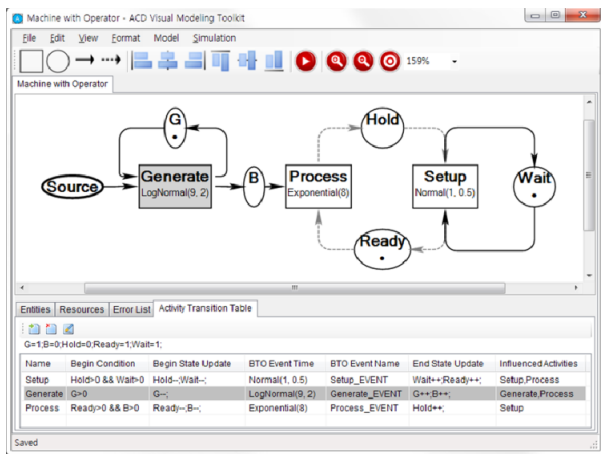 Machine with Operator - ACD Visual Modeling Toolkit
File Edit View Format Model Simulation
159%
Machine with Operator
G
Hold
Source
Generate
LogNormal(9, 2)
B
Process
Exponential(8)
Setup
Normal(1, 0.5)
Wait
Ready
Entities Resources Error List Activity Transition Table
G=1;B=0;Hold=0;Ready=1;Wait=1;
Name Begin Condition Begin State Update BTO Event Time BTO Event Name End State Update Influenced Activities
Setup Hold>0 && Wait>0 Hold--;Wait--; Normal(1, 0.5) Setup_EVENT Wait++;Ready++; Setup,Process
Generate G>0 G--; LogNormal(9, 2) Generate_EVENT G++;B++; Generate,Process
Process Ready>0 && B>0 Ready--;B--; Exponential(8) Process_EVENT Hold++; Setup
Saved